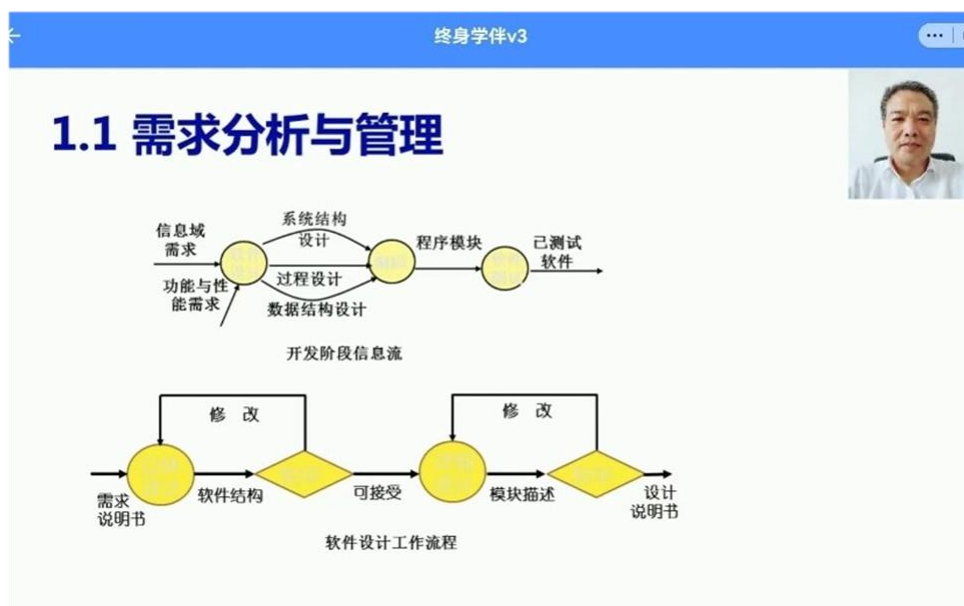 终身学伴v3
1.1 需求分析与管理
系统结构
设计
信息域
需求
程序模块
已测试
软件
过程设计
功能与性
能需求
数据结构设计
开发阶段信息流
修 改
修 改
软件结构
可接受
模块描述
需求
说明书
设计
说明书
软件设计工作流程